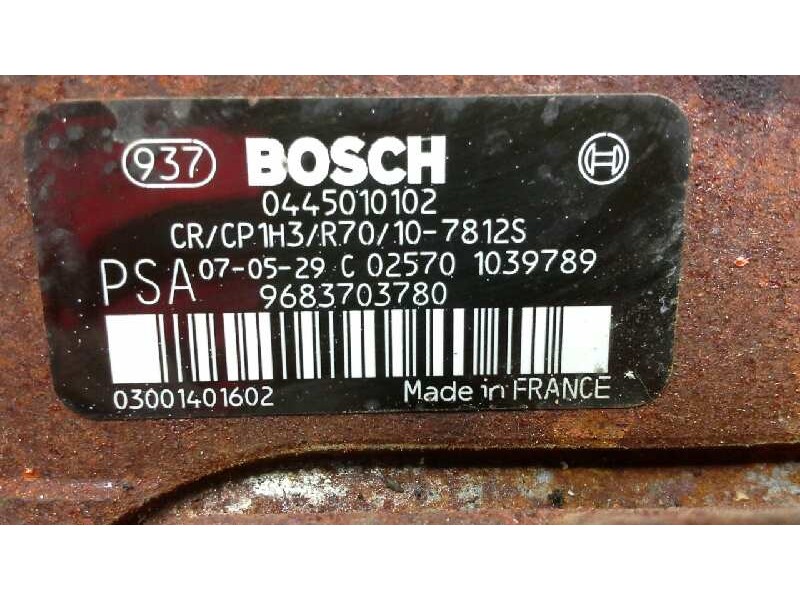 937 BOSCH
0445010102
CR/CP1H3/R70/10-7812S
PSA 07-05-29 C 02570 1039789
9683703780
03001401602 Made in FRANCE